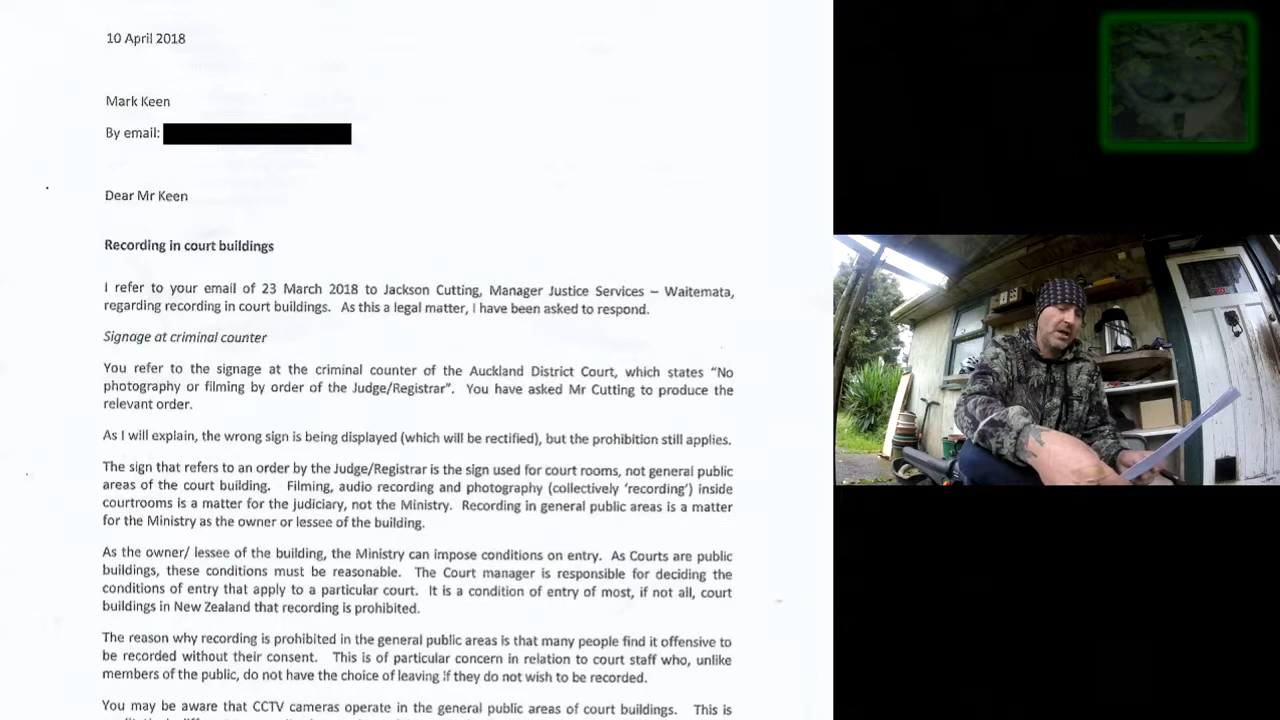 10 April 2018
Mark Keen
By email:
Dear Mr Keen
Recording in court buildings
I refer to your email of 23 March 2018 to Jackson Cutting, Manager Justice Services – Waitemata,
regarding recording in court buildings. As this a legal matter, I have been asked to respond.
Signage at criminal counter
You refer to the signage at the criminal counter of the Auckland District Court, which states “No
photography or filming by order of the Judge/Registrar”. You have asked Mr Cutting to produce the
relevant order.
As I will explain, the wrong sign is being displayed (which will be rectified), but the prohibition still applies.
The sign that refers to an order by the Judge/Registrar is the sign used for court rooms, not general public
areas of the court building. Filming, audio recording and photography (collectively ‘recording’) inside
courtrooms is a matter for the judiciary, not the Ministry. Recording in general public areas is a matter
for the Ministry as the owner or lessee of the building.
As the owner/ lessee of the building, the Ministry can impose conditions on entry. As Courts are public
buildings, these conditions must be reasonable. The Court manager is responsible for deciding the
conditions of entry that apply to a particular court. It is a condition of entry of most, if not all, court
buildings in New Zealand that recording is prohibited.
The reason why recording is prohibited in the general public areas is that many people find it offensive to
be recorded without their consent. This is of particular concern in relation to court staff who, unlike
members of the public, do not have the choice of leaving if they do not wish to be recorded.
You may be aware that CCTV cameras operate in the general public areas of court buildings. This is